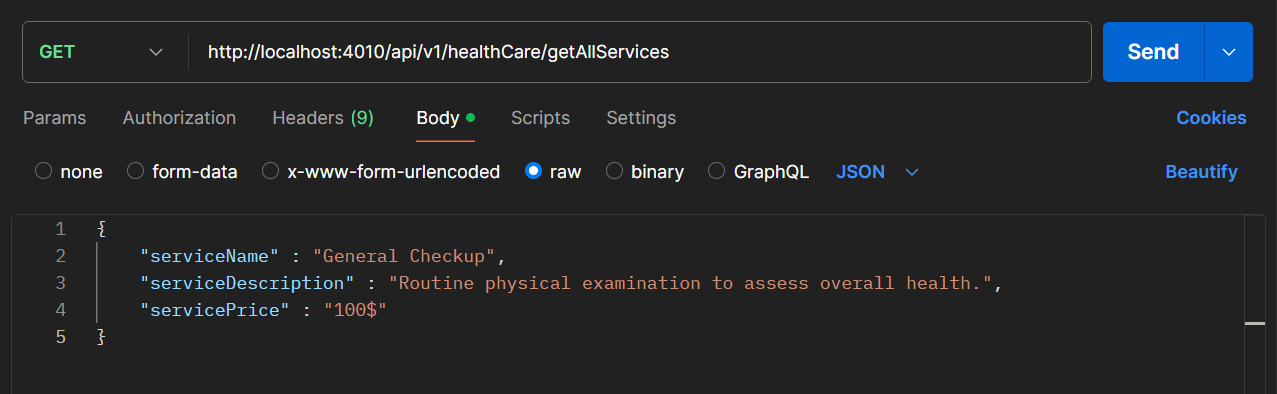 GET http://localhost:4010/api/v1/healthCare/getAllServices Send
Params Authorization Headers (9) Body Scripts Settings Cookies
none form-data x-www-form-urlencoded raw binary GraphQL JSON Beautify
1 {
2 "serviceName" : "General Checkup",
3 "serviceDescription" : "Routine physical examination to assess overall health.",
4 "servicePrice" : "100$"
5 }